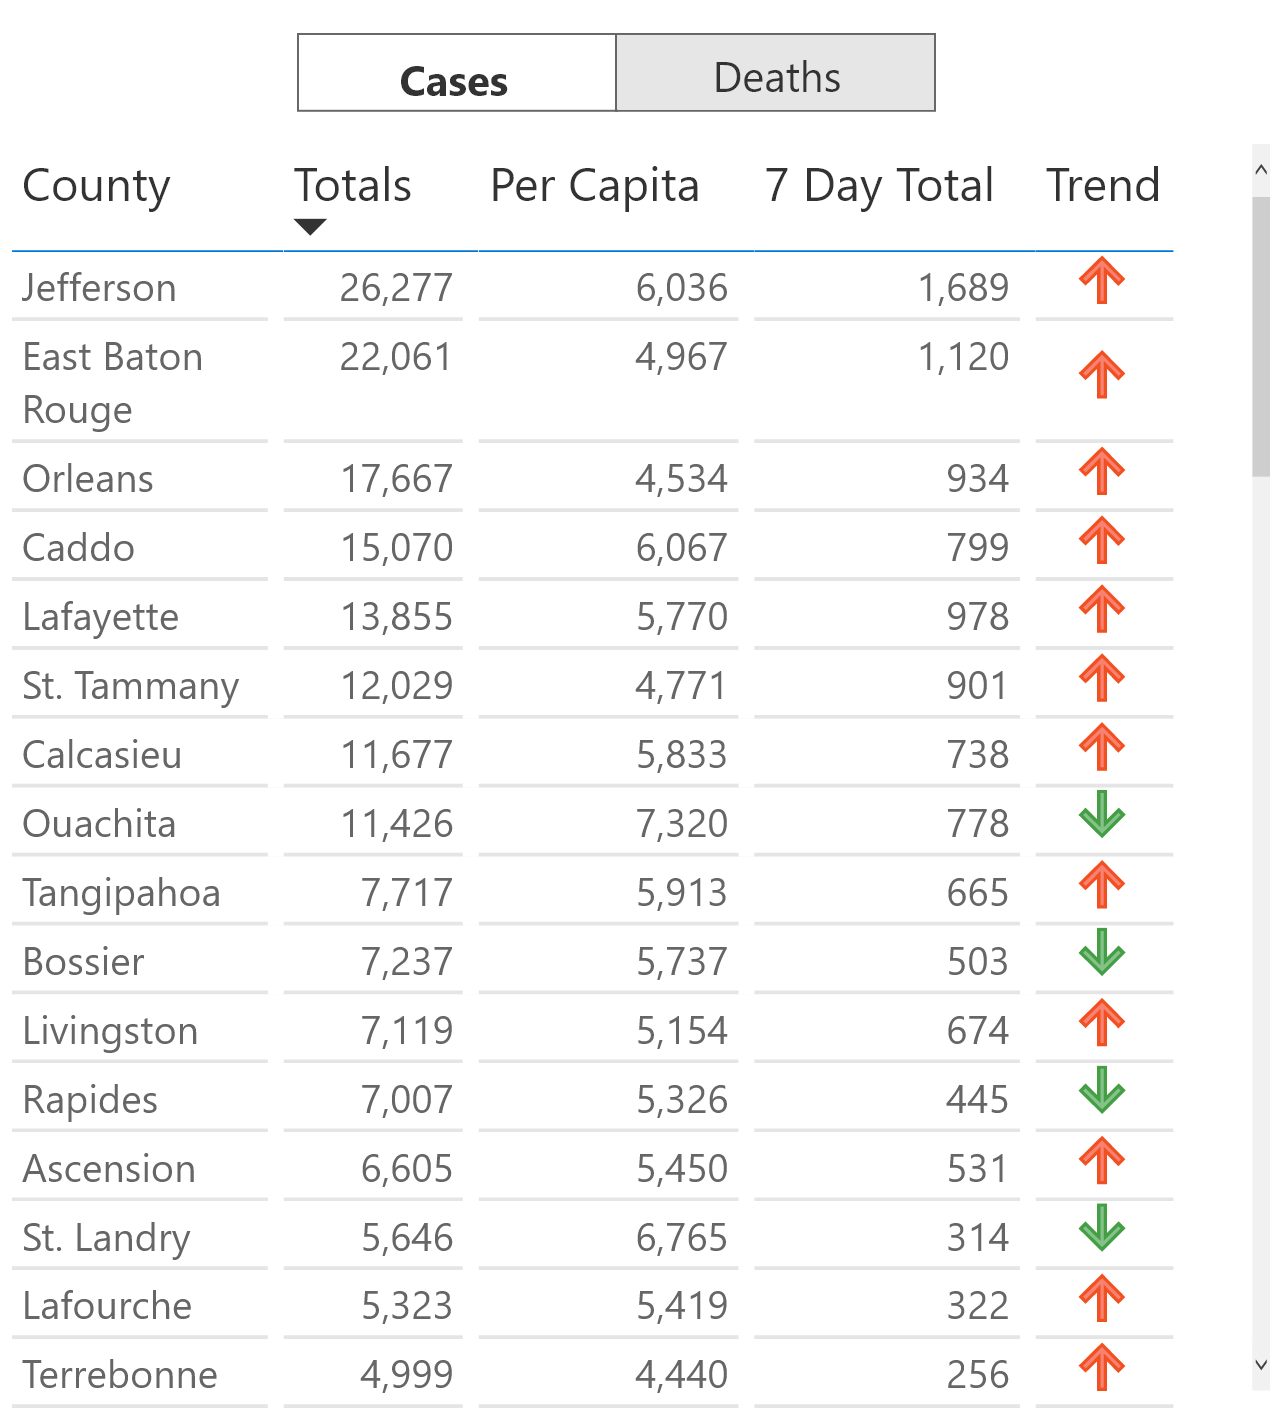 Cases Deaths
County Totals Per Capita 7 Day Total Trend
Jefferson 26,277 6,036 1,689
East Baton 22,061 4,967 1,120
Rouge
Orleans 17,667 4,534 934
Caddo 15,070 6,067 799
Lafayette 13,855 5,770 978
St. Tammany 12,029 4,771 901
Calcasieu 11,677 5,833 738
Ouachita 11,426 7,320 778
Tangipahoa 7,717 5,913 665
Bossier 7,237 5,737 503
Livingston 7,119 5,154 674
Rapides 7,007 5,326 445
Ascension 6,605 5,450 531
St. Landry 5,646 6,765 314
Lafourche 5,323 5,419 322
Terrebonne 4,999 4,440 256